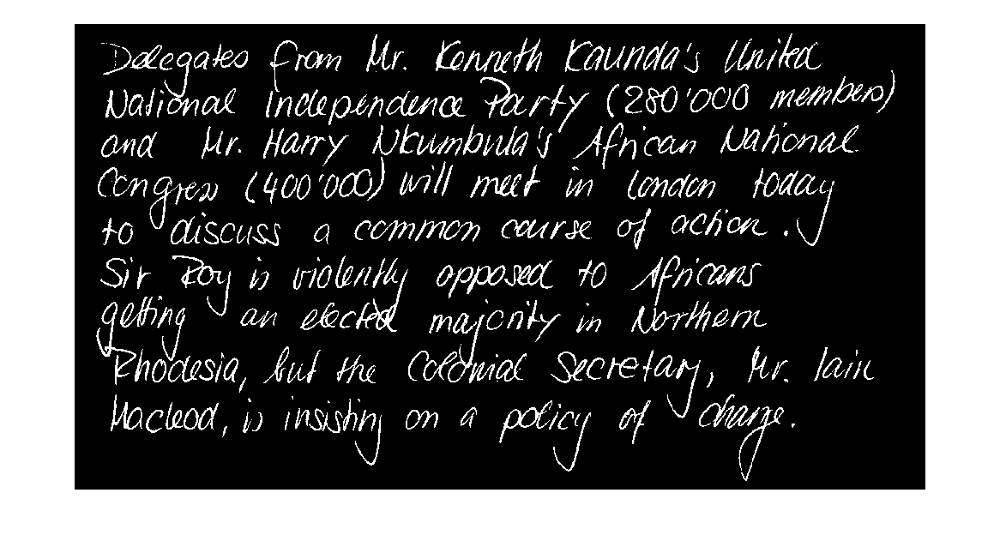 Delegates from Mr. Kenneth Kaunda's United
National Independence Party (280'000 members)
and Mr. Harry Nkumbula's African National
Congress (400'000) will meet in London today
to discuss a common course of action.
Sir Roy is violently opposed to Africans
getting an elected majority in Northern
Rhodesia, but the Colonial Secretary, Mr. Iain
Macleod, is insisting on a policy of change.